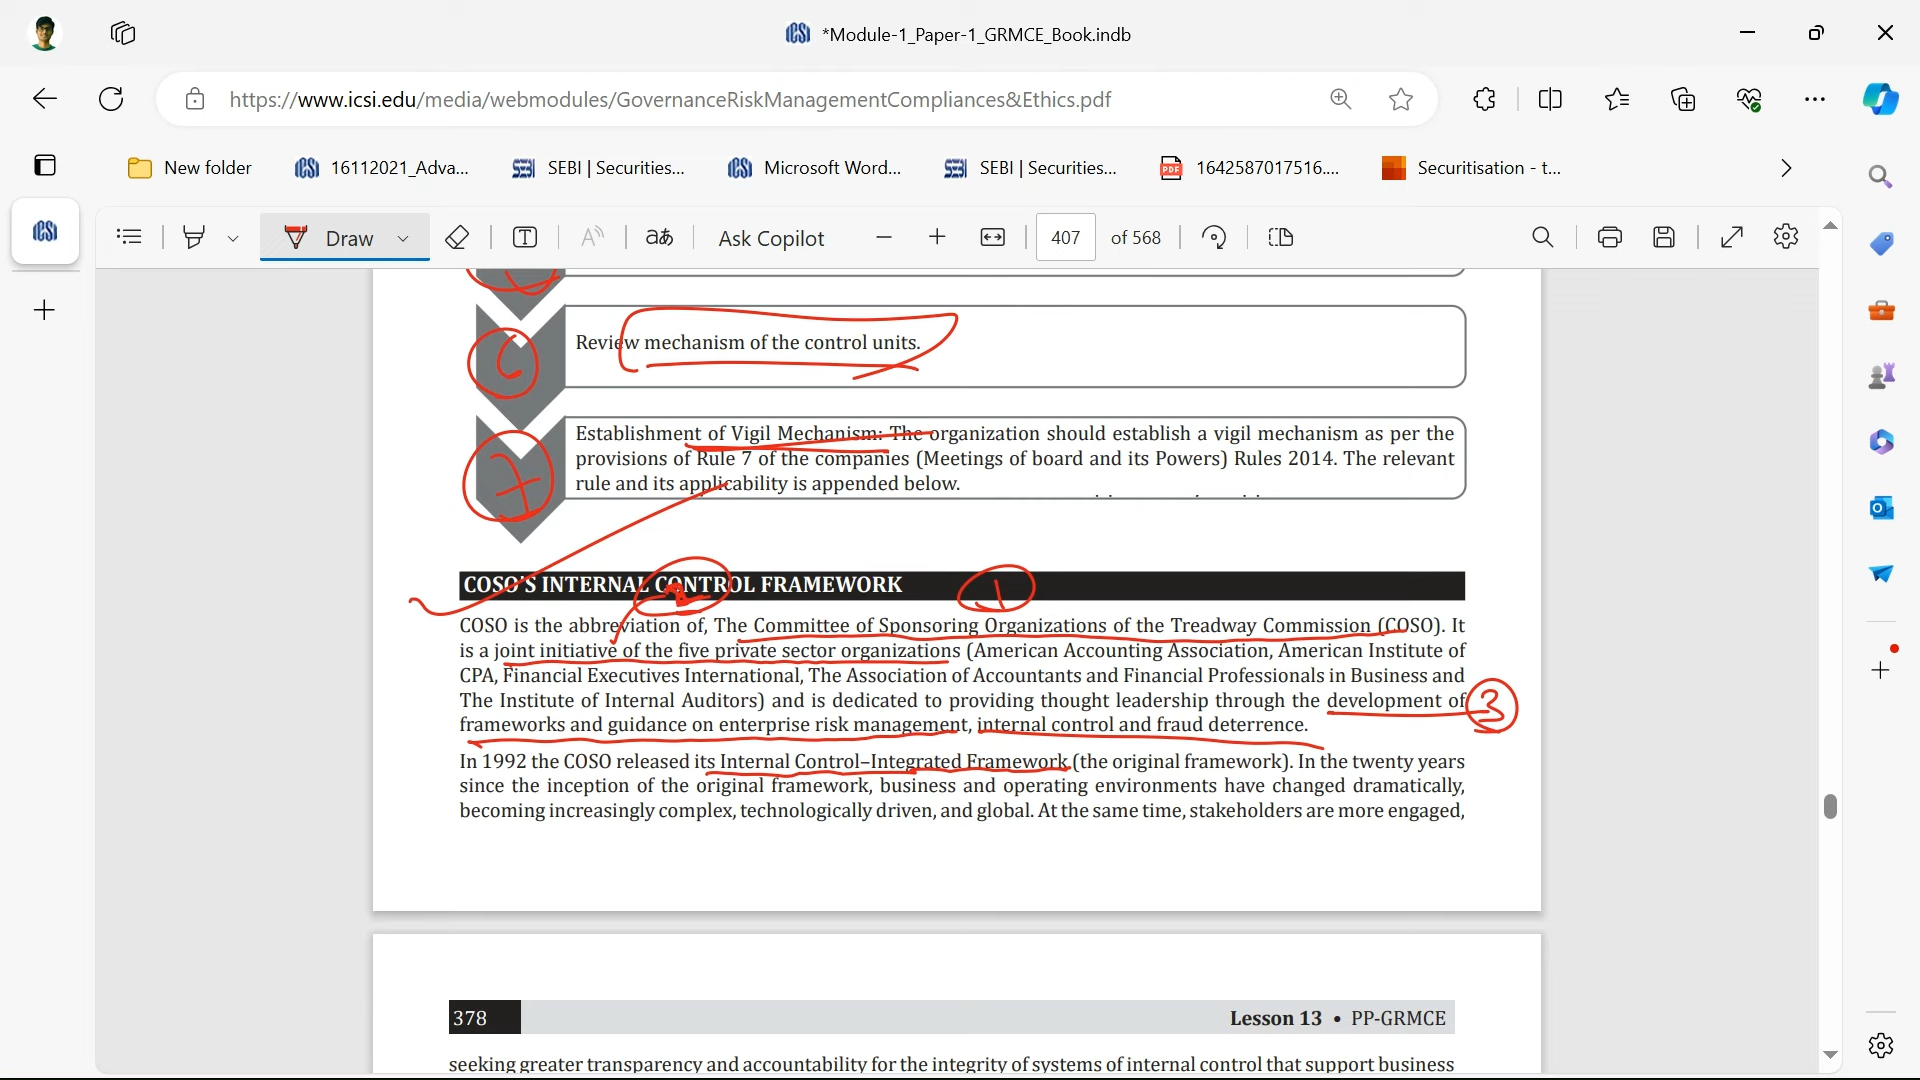 *Module-1_Paper-1_GRMCE_Book.indb
https://www.icsi.edu/media/webmodules/GovernanceRiskManagementCompliances&Ethics.pdf
New folder
16112021_Adva...
SEBI | Securities...
Microsoft Word...
SEBI | Securities...
1642587017516....
Securitisation - t...
Draw
Ask Copilot
407 of 568
6
Review mechanism of the control units.
7
Establishment of Vigil Mechanism: The organization should establish a vigil mechanism as per the
provisions of Rule 7 of the companies (Meetings of board and its Powers) Rules 2014. The relevant
rule and its applicability is appended below.
COSO'S INTERNAL CONTROL FRAMEWORK
2
1
COSO is the abbreviation of, The Committee of Sponsoring Organizations of the Treadway Commission (COSO). It
is a joint initiative of the five private sector organizations (American Accounting Association, American Institute of
CPA, Financial Executives International, The Association of Accountants and Financial Professionals in Business and
The Institute of Internal Auditors) and is dedicated to providing thought leadership through the development of
3
frameworks and guidance on enterprise risk management, internal control and fraud deterrence.
In 1992 the COSO released its Internal Control–Integrated Framework (the original framework). In the twenty years
since the inception of the original framework, business and operating environments have changed dramatically,
becoming increasingly complex, technologically driven, and global. At the same time, stakeholders are more engaged,
378
Lesson 13 • PP-GRMCE
seeking greater transparency and accountability for the integrity of systems of internal control that support business